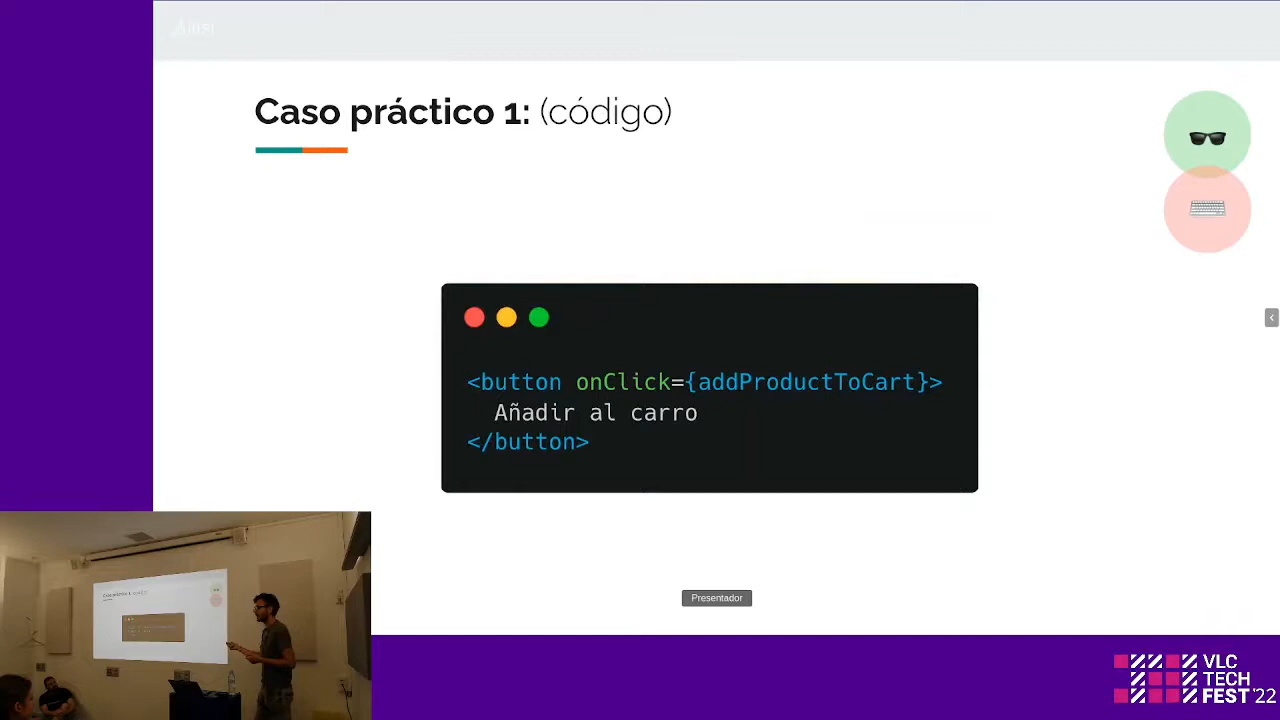 Caso práctico 1: (código)
<button onClick={addProductToCart}>
Añadir al carro
</button>
Presentador
VLC
TECH
FEST'22